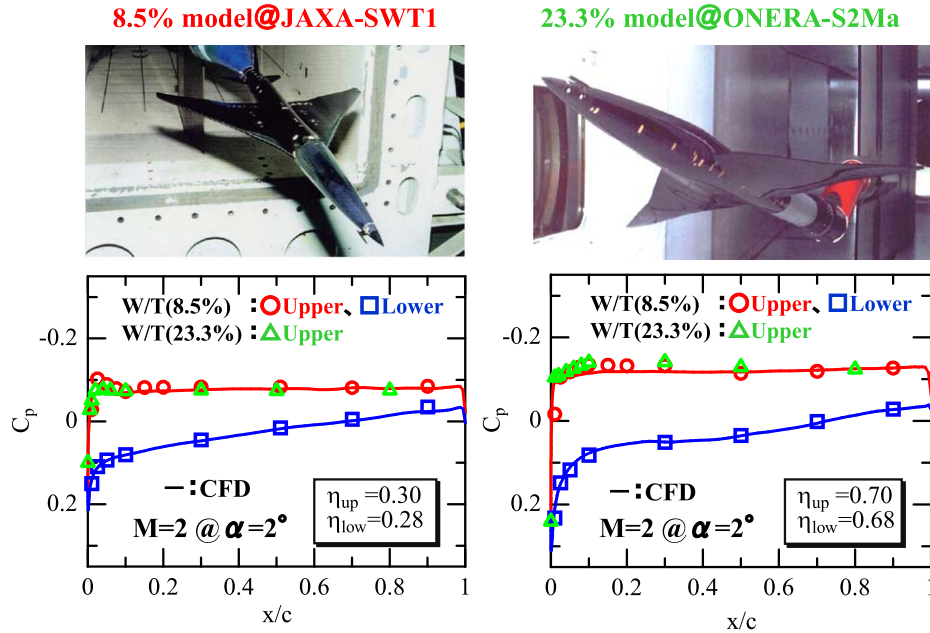 8.5% model@JAXA-SWT1
23.3% model@ONERA-S2Ma
W/T(8.5%) :Upper、Lower
W/T(23.3%) :Upper
-0.2
0
0.2
Cp
ー:CFD
M=2 @ α=2°
ηup =0.30
ηlow=0.28
0 0.2 0.4 0.6 0.8 1
x/c
W/T(8.5%) :Upper、Lower
W/T(23.3%) :Upper
-0.2
0
0.2
Cp
ー:CFD
M=2 @ α=2°
ηup =0.70
ηlow=0.68
0 0.2 0.4 0.6 0.8 1
x/c